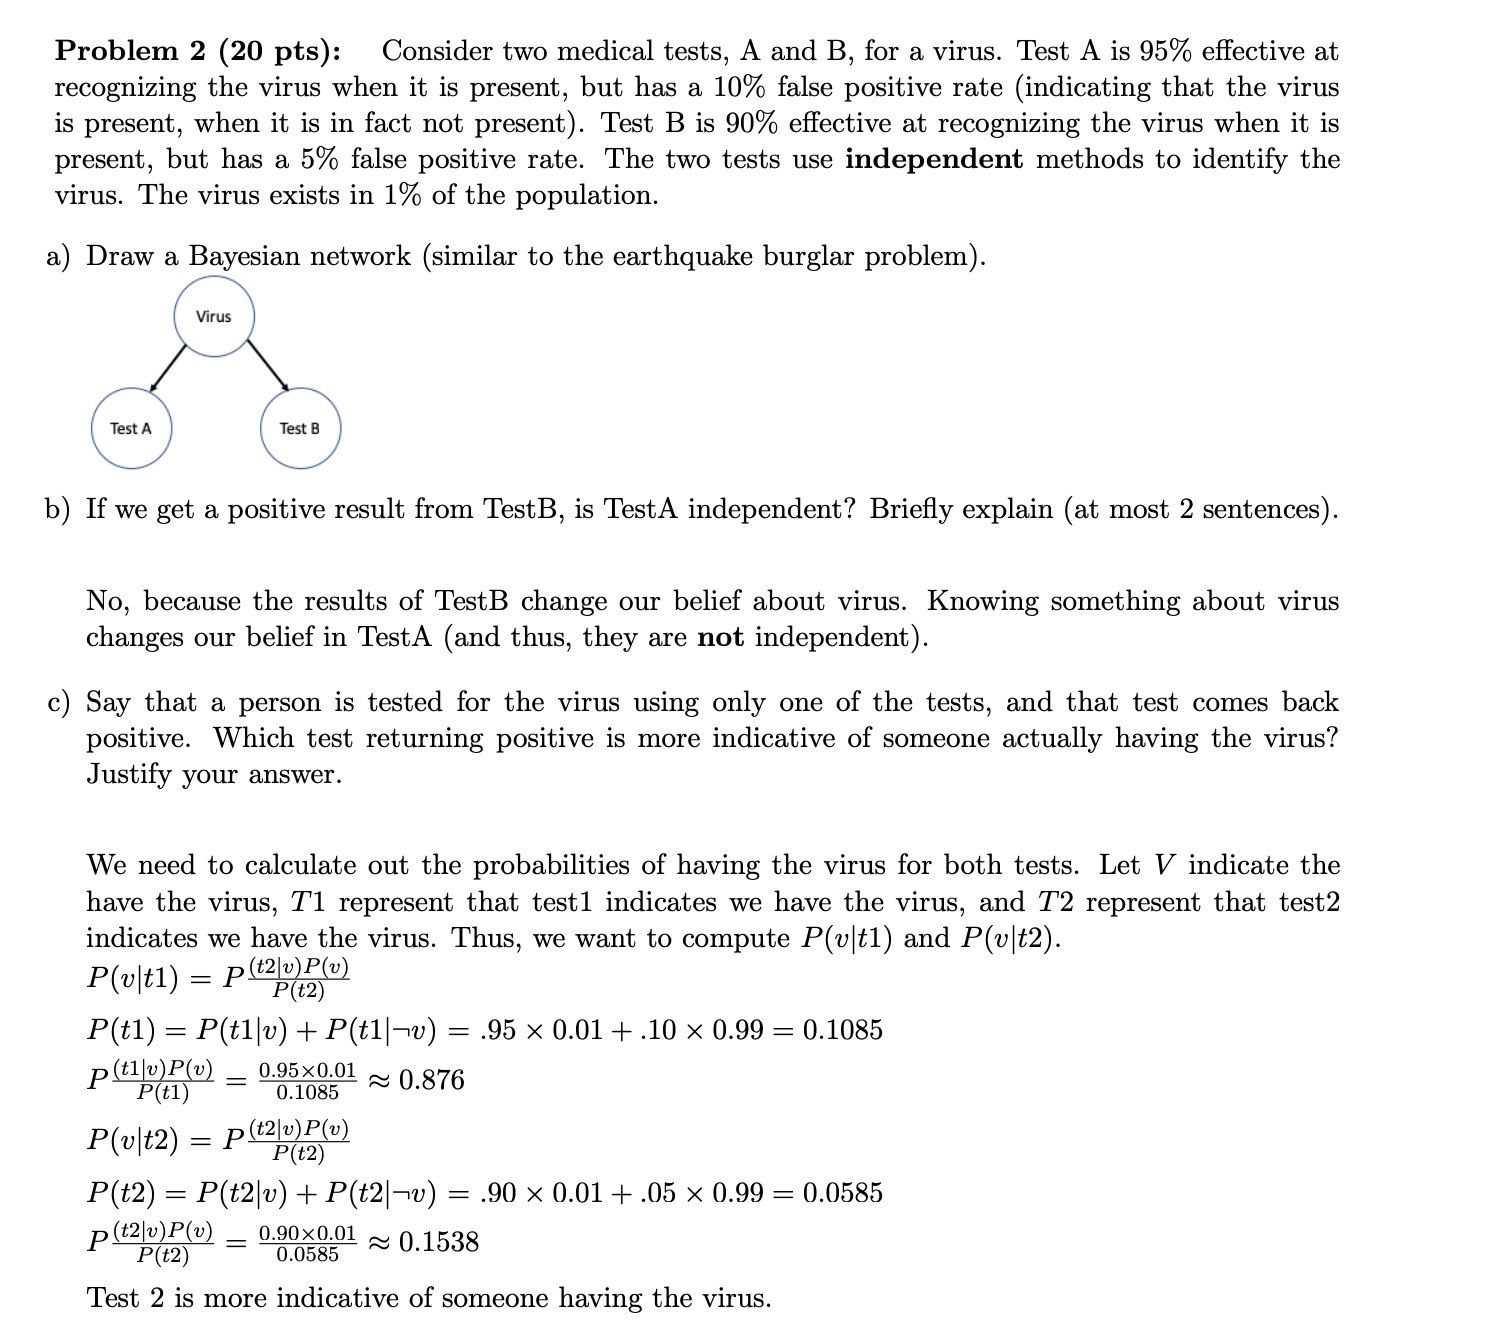 Problem 2 (20 pts): Consider two medical tests, A and B, for a virus. Test A is 95% effective at
recognizing the virus when it is present, but has a 10% false positive rate (indicating that the virus
is present, when it is in fact not present). Test B is 90% effective at recognizing the virus when it is
present, but has a 5% false positive rate. The two tests use independent methods to identify the
virus. The virus exists in 1% of the population.
a) Draw a Bayesian network (similar to the earthquake burglar problem).
Virus
Test A
Test B
b) If we get a positive result from TestB, is TestA independent? Briefly explain (at most 2 sentences).
No, because the results of TestB change our belief about virus. Knowing something about virus
changes our belief in TestA (and thus, they are not independent).
c) Say that a person is tested for the virus using only one of the tests, and that test comes back
positive. Which test returning positive is more indicative of someone actually having the virus?
Justify your answer.
We need to calculate out the probabilities of having the virus for both tests. Let V indicate the
have the virus, T1 represent that test1 indicates we have the virus, and T2 represent that test2
indicates we have the virus. Thus, we want to compute P(v|t1) and P(v|t2).
P(v|t1) = P\frac{(t2|v)P(v)}{P(t2)}
P(t1) = P(t1|v) + P(t1|¬v) = .95 × 0.01 + .10 × 0.99 = 0.1085
P\frac{(t1|v)P(v)}{P(t1)} = \frac{0.95×0.01}{0.1085} ≈ 0.876
P(v|t2) = P\frac{(t2|v)P(v)}{P(t2)}
P(t2) = P(t2|v) + P(t2|¬v) = .90 × 0.01 + .05 × 0.99 = 0.0585
P\frac{(t2|v)P(v)}{P(t2)} = \frac{0.90×0.01}{0.0585} ≈ 0.1538
Test 2 is more indicative of someone having the virus.